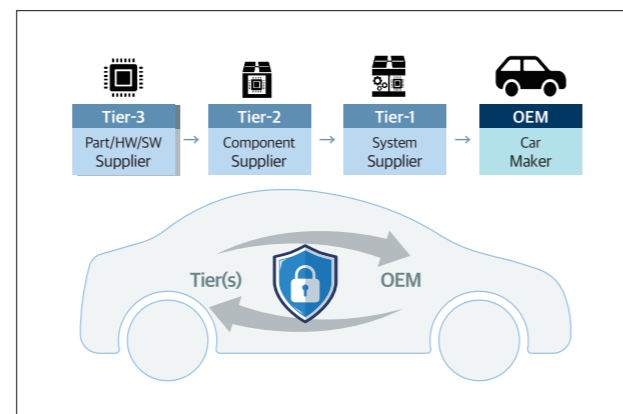 Tier-3
Part/HW/SW
Supplier
Tier-2
Component
Supplier
Tier-1
System
Supplier
OEM
Car
Maker
Tier(s)
OEM